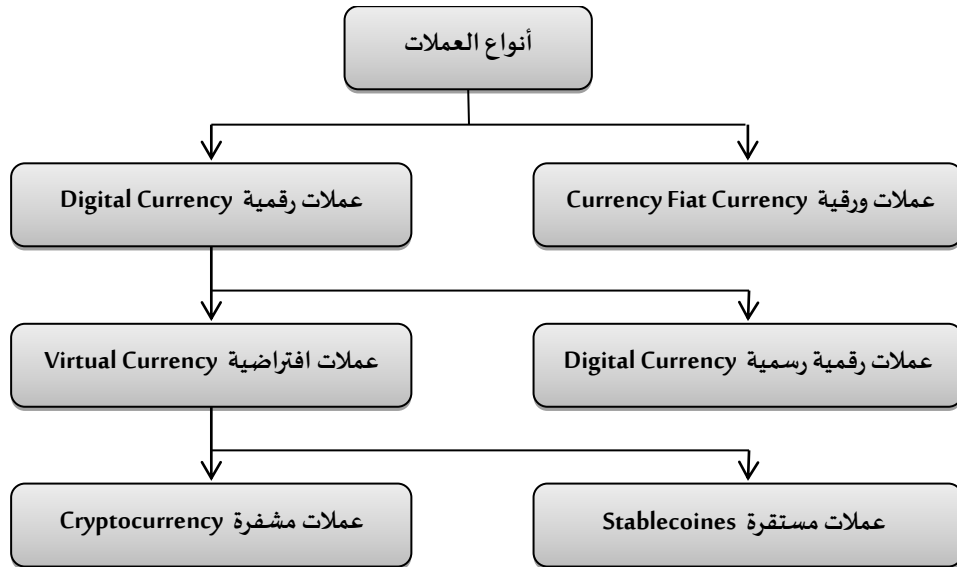 أنواع العملات
عملات ورقية Currency Fiat Currency
عملات رقمية Digital Currency
عملات رقمية رسمية Digital Currency
عملات افتراضية Virtual Currency
عملات مستقرة Stablecoines
عملات مشفرة Cryptocurrency